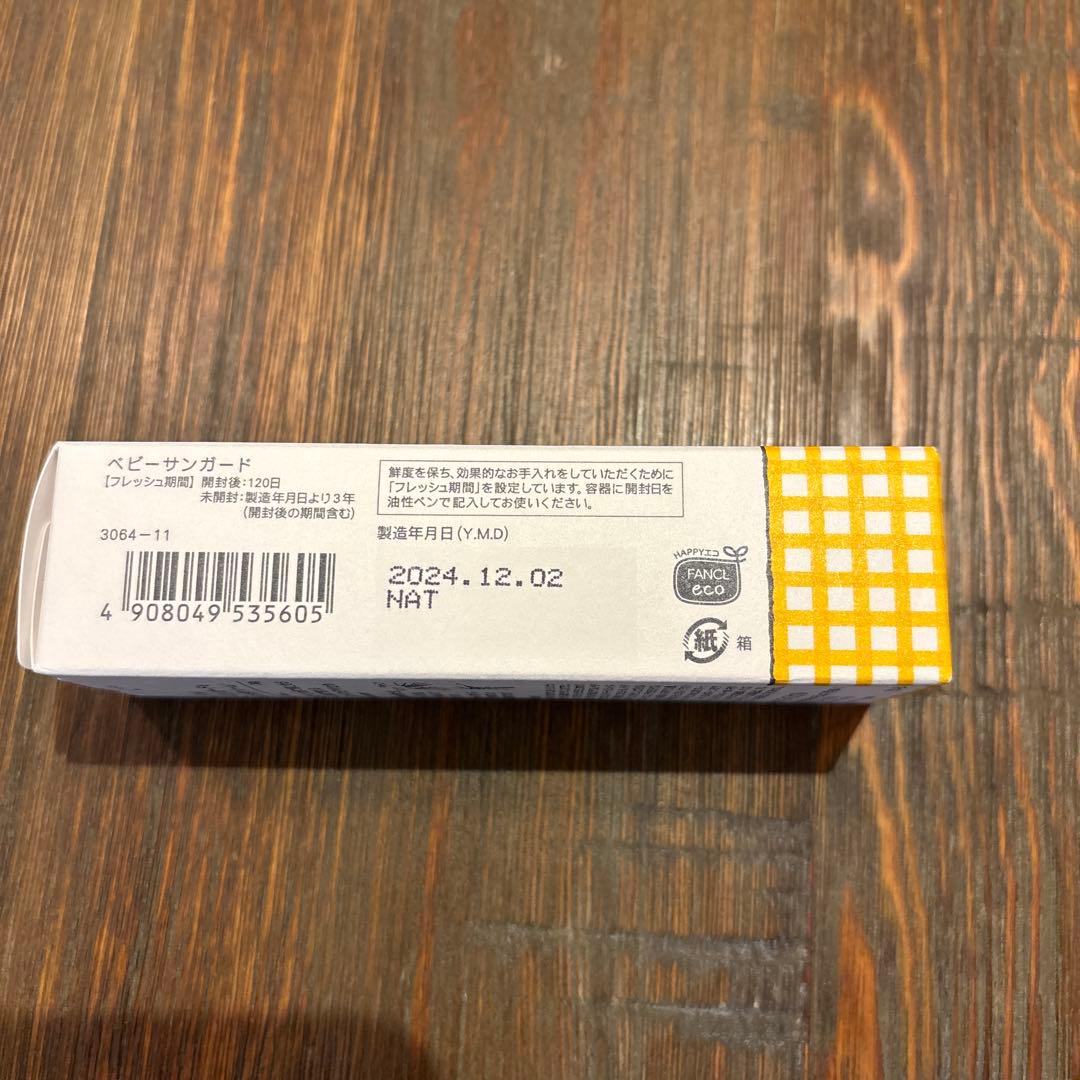 ベビーサンガード
【フレッシュ期間】開封後：120日
未開封：製造年月日より3年
（開封後の期間含む）
3064－11
4 908049 535605
鮮度を保ち、効果的なお手入れをしていただくために
「フレッシュ期間」を設定しています。容器に開封日を
油性ペンで記入してお使いください。
製造年月日（Y.M.D）
2024.12.02
NAT
HAPPYエコ
FANCL
eco
紙 箱